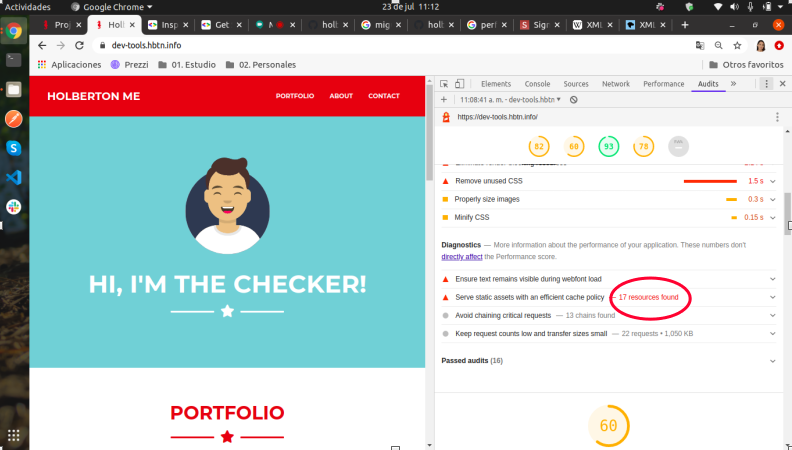 Actividades
Google Chrome
23 de jul  11:12
Proj
Holb
Insp
Get
N
holb
mig
holb
perf
Sign
XML
XML
dev-tools.hbtn.info
Aplicaciones
Prezzi
01. Estudio
02. Personales
Otros favoritos
HOLBERTON ME
PORTFOLIO
ABOUT
CONTACT
HI, I'M THE CHECKER!
PORTFOLIO
Elements
Console
Sources
Network
Performance
Audits
11:08:41 a. m. - dev-tools.hbtn
https://dev-tools.hbtn.info/
82
60
93
78
Remove unused CSS
1.5 s
Properly size images
0.3 s
Minify CSS
0.15 s
Diagnostics — More information about the performance of your application. These numbers don't
directly affect the Performance score.
Ensure text remains visible during webfont load
Serve static assets with an efficient cache policy — 17 resources found
Avoid chaining critical requests — 13 chains found
Keep request counts low and transfer sizes small — 22 requests • 1,050 KB
Passed audits (16)
60